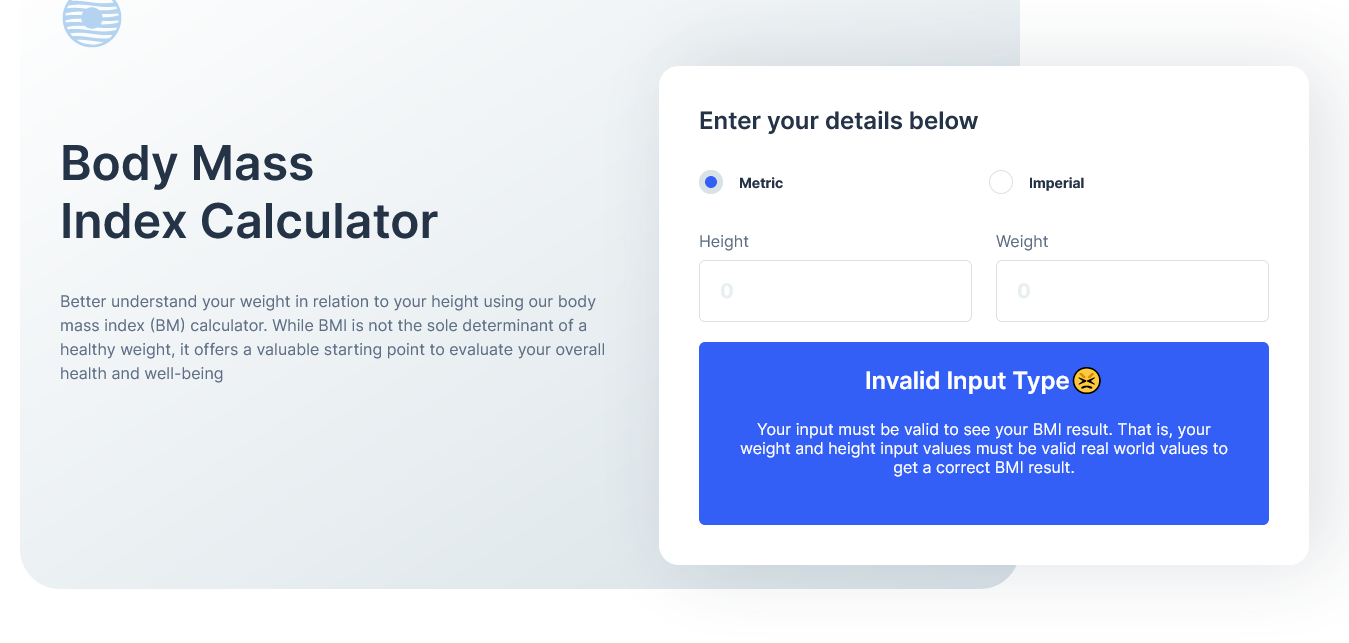 Body Mass
Index Calculator
Better understand your weight in relation to your height using our body
mass index (BM) calculator. While BMI is not the sole determinant of a
healthy weight, it offers a valuable starting point to evaluate your overall
health and well-being
Enter your details below
Metric
Imperial
Height
Weight
0
0
Invalid Input Type😣
Your input must be valid to see your BMI result. That is, your
weight and height input values must be valid real world values to
get a correct BMI result.